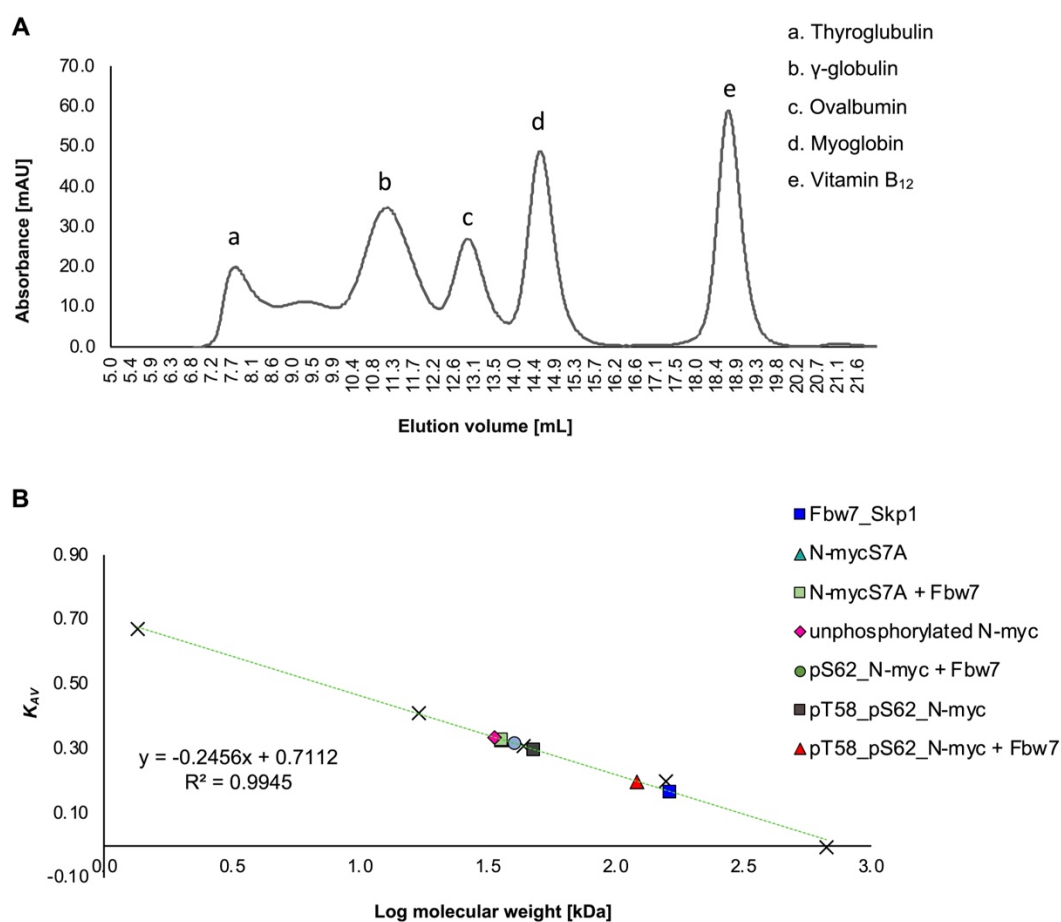 A
a. Thyroglubulin
b. γ-globulin
c. Ovalbumin
d. Myoglobin
e. Vitamin B₁₂
Absorbance [mAU]
70.0
60.0
50.0
40.0
30.0
20.0
10.0
0.0
a
b
c
d
e
5.0 5.4 5.9 6.3 6.8 7.2 7.7 8.1 8.6 9.0 9.5 9.9 10.4 10.8 11.3 11.7 12.2 12.6 13.1 13.5 14.0 14.4 14.9 15.3 15.7 16.2 16.6 17.1 17.5 18.0 18.4 18.9 19.3 19.8 20.2 20.7 21.1 21.6
Elution volume [mL]
B
Fbw7_Skp1
N-mycS7A
N-mycS7A + Fbw7
unphosphorylated N-myc
pS62_N-myc + Fbw7
pT58_pS62_N-myc
pT58_pS62_N-myc + Fbw7
K_AV
0.90
0.70
0.50
0.30
0.10
-0.10
y = -0.2456x + 0.7112
R² = 0.9945
0.0 0.5 1.0 1.5 2.0 2.5 3.0
Log molecular weight [kDa]